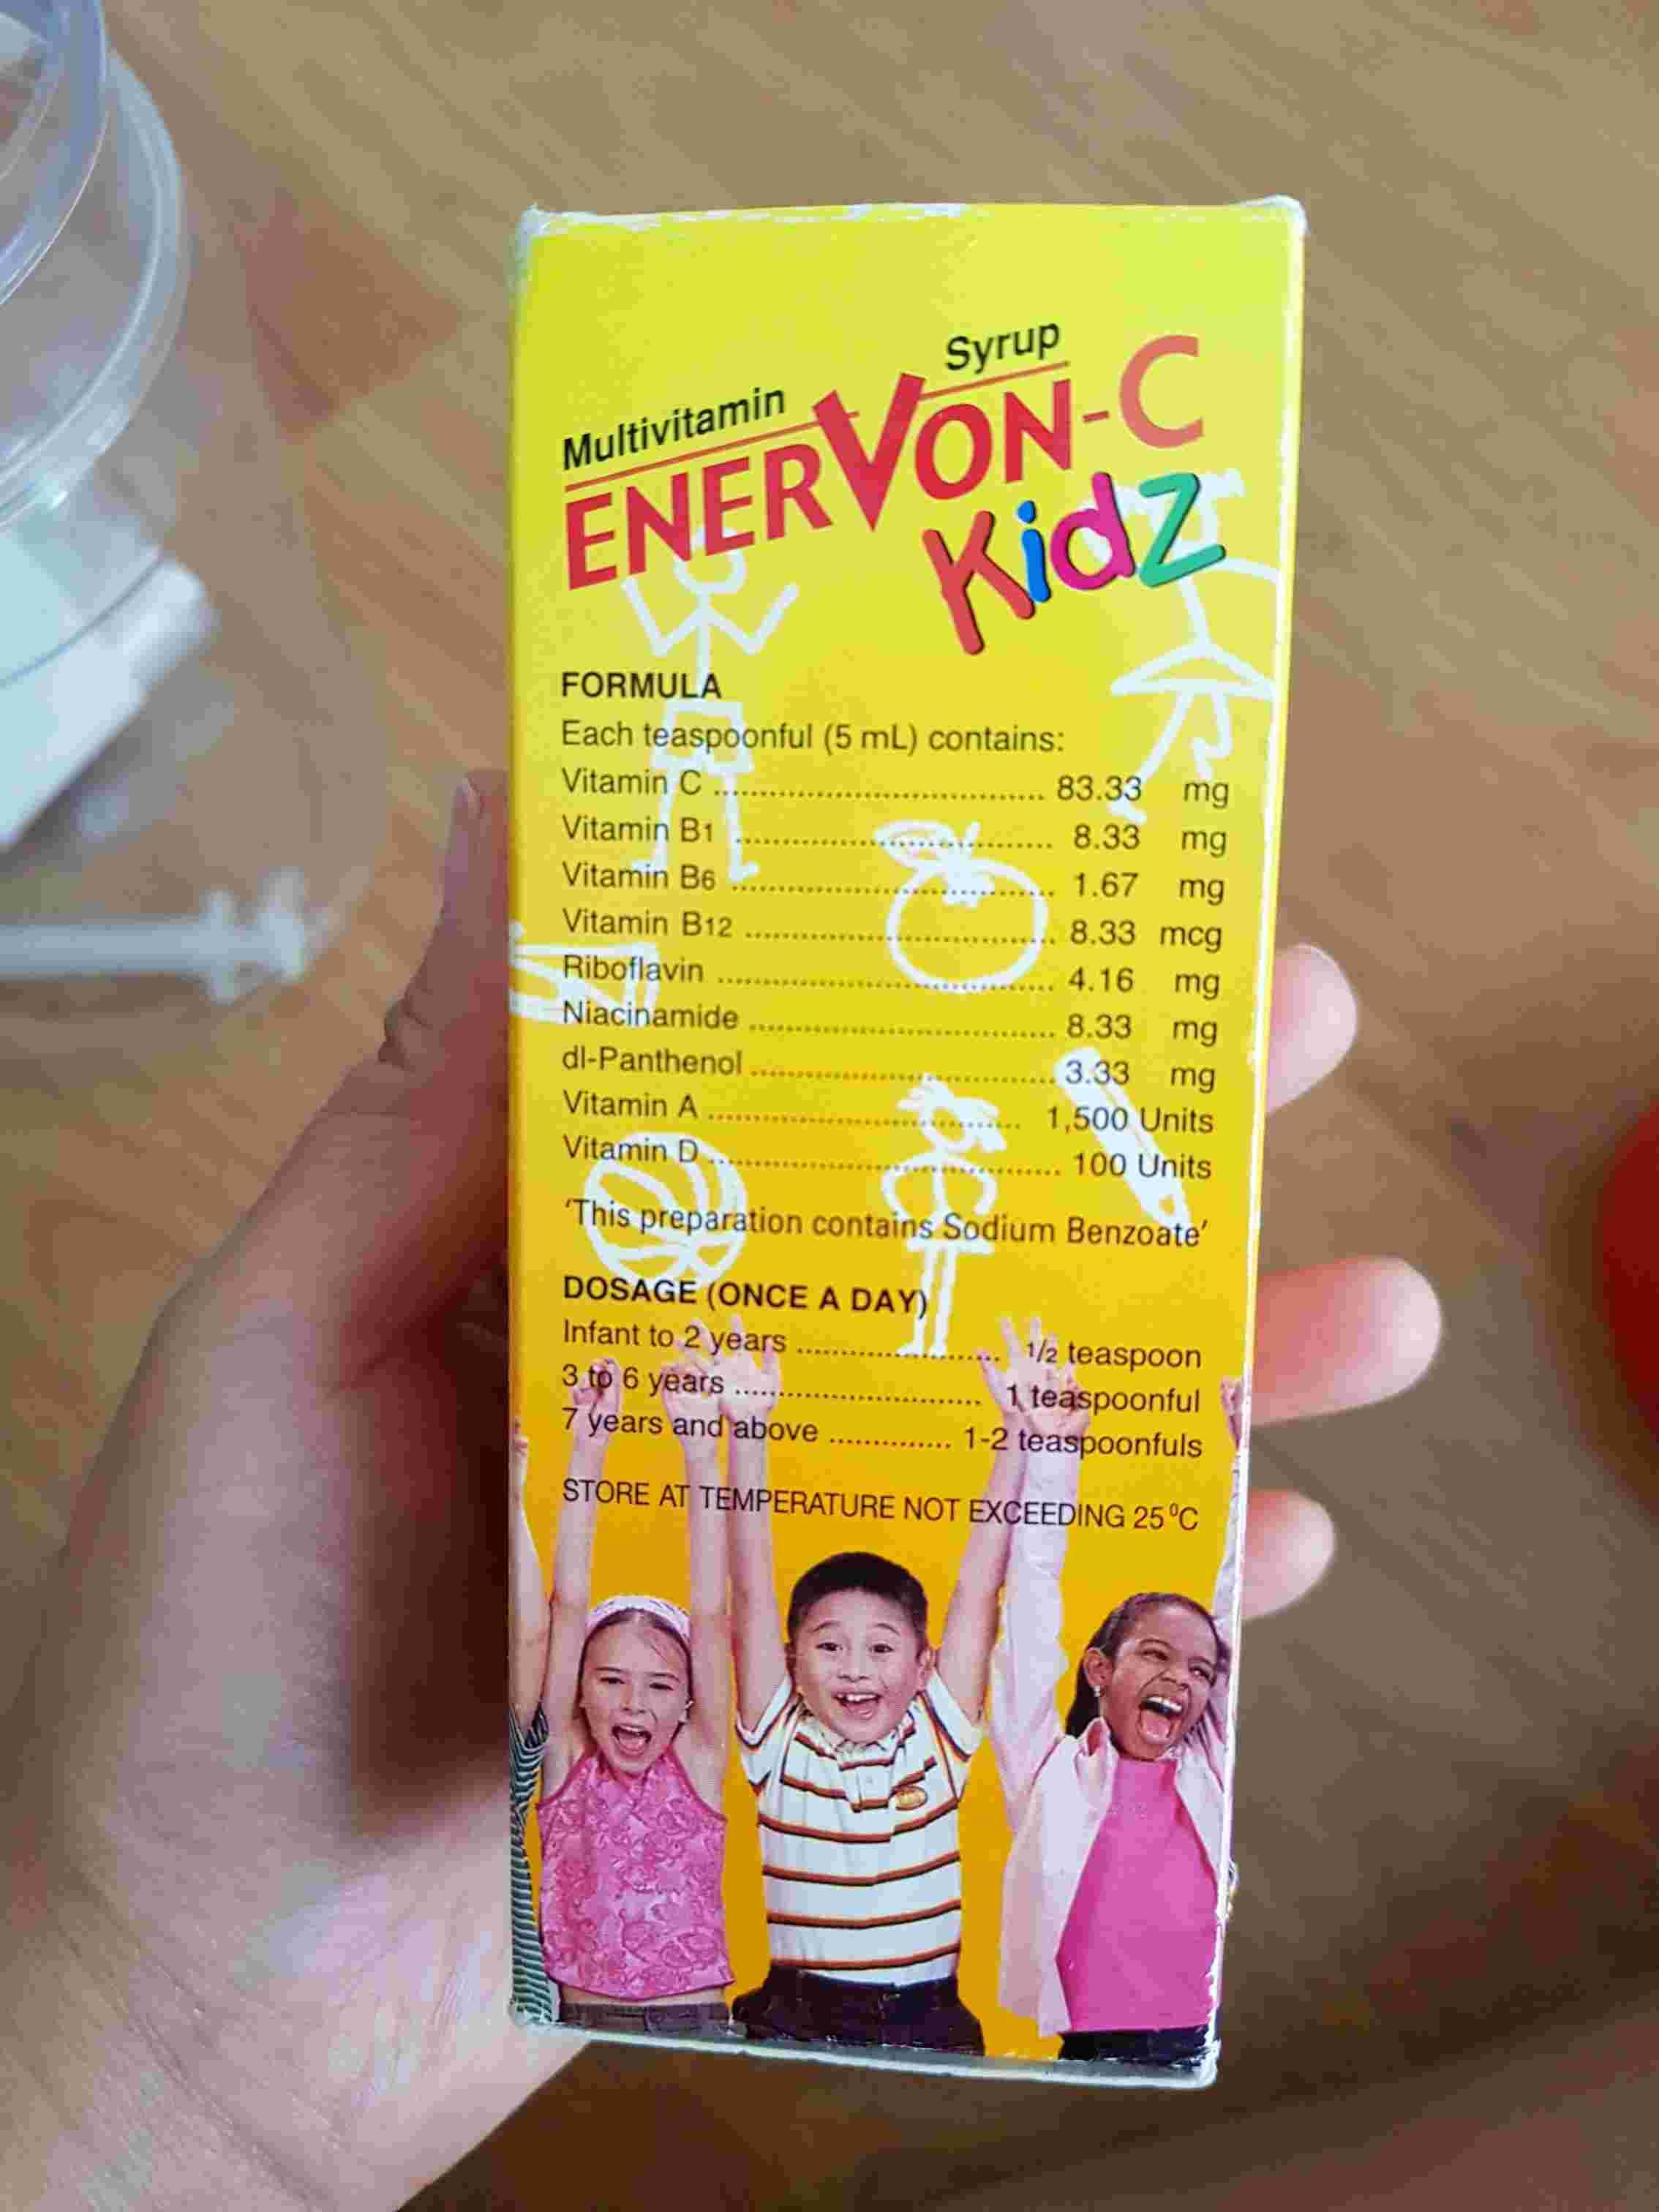 Multivitamin Syrup
ENERVON-C
Kidz
FORMULA
Each teaspoonful (5 mL) contains:
Vitamin C .................................... 83.33 mg
Vitamin B1 ................................... 8.33 mg
Vitamin B6 ................................... 1.67 mg
Vitamin B12 .................................. 8.33 mcg
Riboflavin .................................... 4.16 mg
Niacinamide ................................. 8.33 mg
dl-Panthenol ................................. 3.33 mg
Vitamin A .................................. 1,500 Units
Vitamin D ...................................... 100 Units
'This preparation contains Sodium Benzoate'
DOSAGE (ONCE A DAY)
Infant to 2 years ....................... 1/2 teaspoon
3 to 6 years ........................... 1 teaspoonful
7 years and above .............. 1-2 teaspoonfuls
STORE AT TEMPERATURE NOT EXCEEDING 25°C